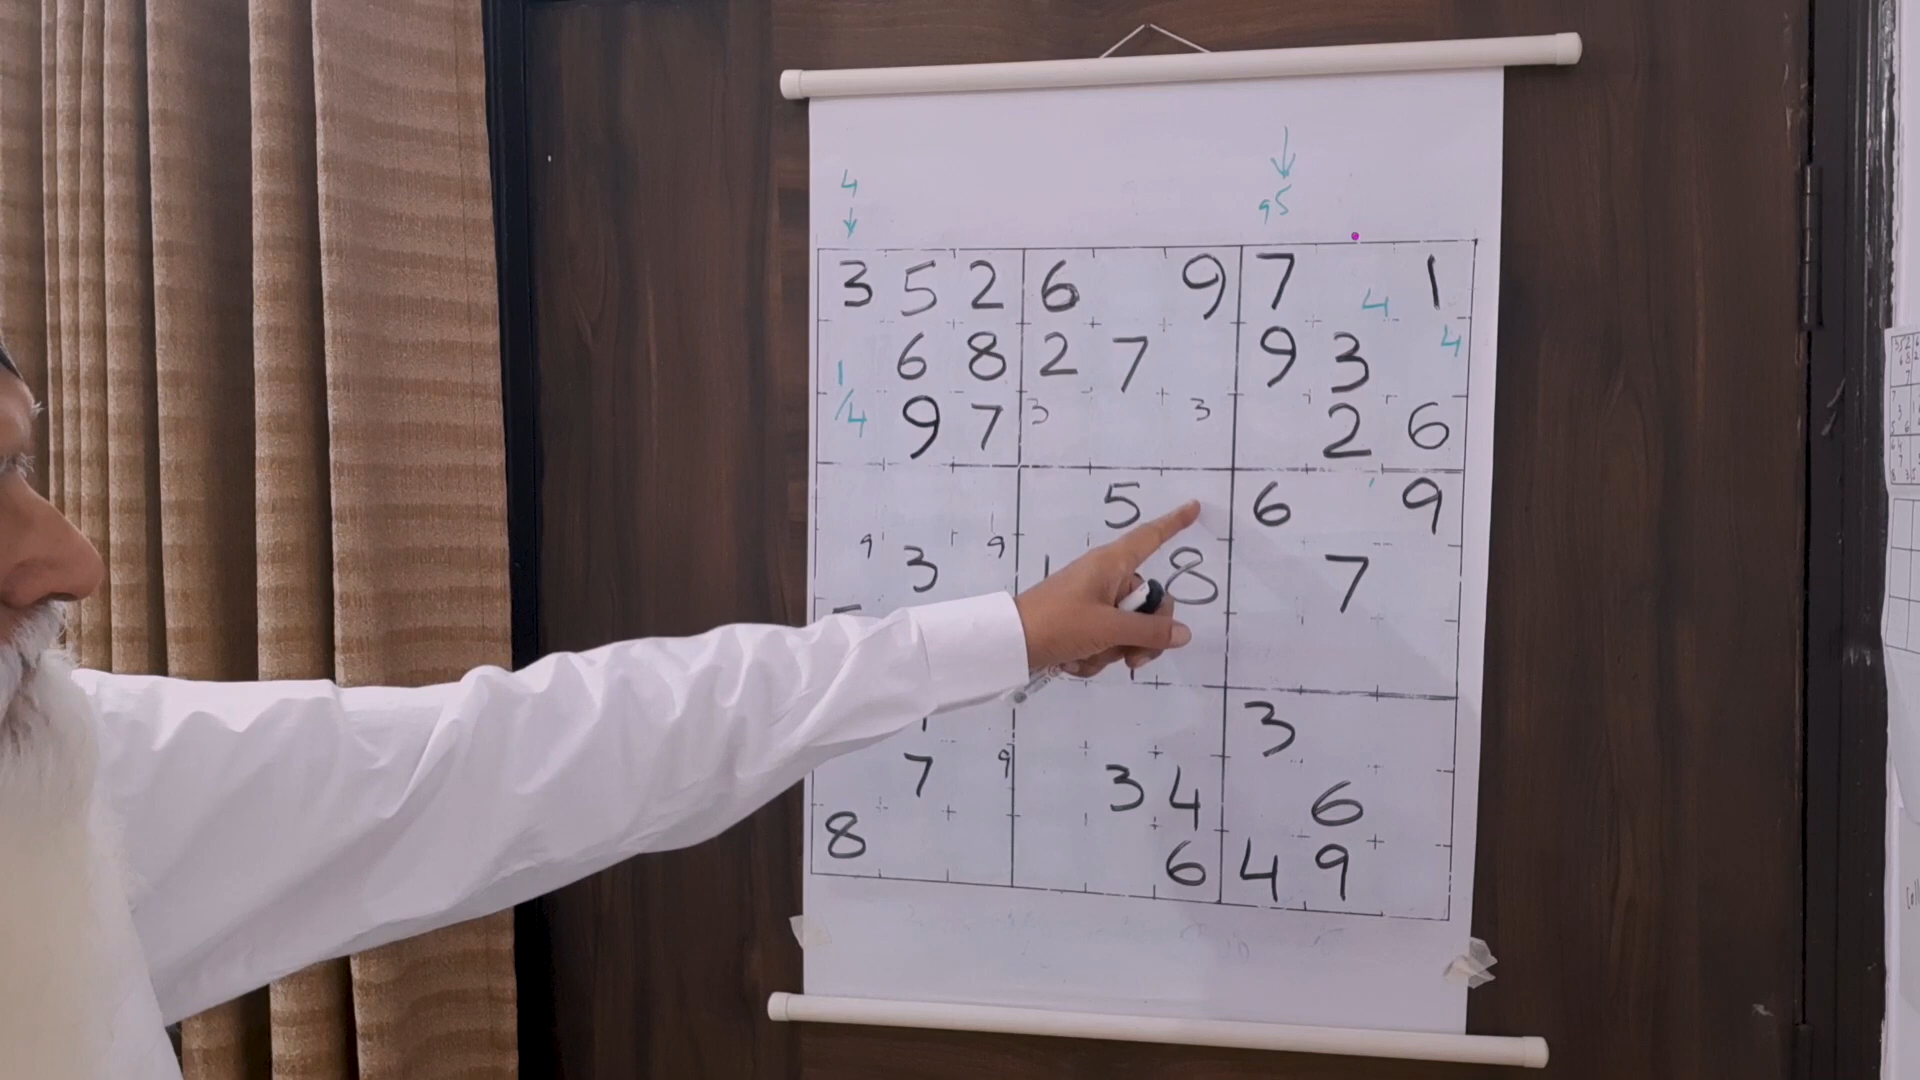 4
95
3 5 2 6 9 7 4 1
6 8 2 7 9 3 4
1/4 9 7 3 3 2 6
5 6 9
9 3 9 1 8 7
3
7 9 3 4 6
8 6 4 9